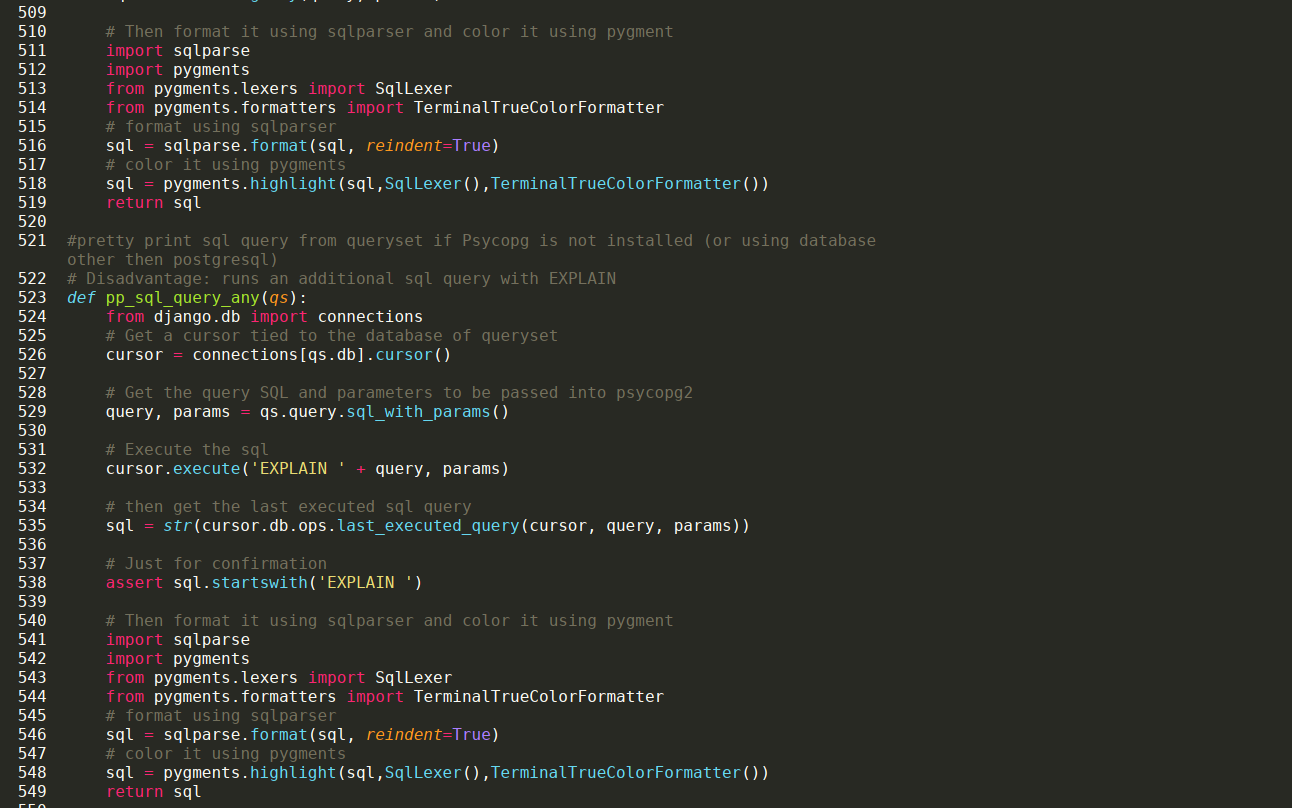 509
510 # Then format it using sqlparser and color it using pygment
511 import sqlparse
512 import pygments
513 from pygments.lexers import SqlLexer
514 from pygments.formatters import TerminalTrueColorFormatter
515 # format using sqlparser
516 sql = sqlparse.format(sql, reindent=True)
517 # color it using pygments
518 sql = pygments.highlight(sql,SqlLexer(),TerminalTrueColorFormatter())
519 return sql
520
521 #pretty print sql query from queryset if Psycopg is not installed (or using database
other then postgresql)
522 # Disadvantage: runs an additional sql query with EXPLAIN
523 def pp_sql_query_any(qs):
524 from django.db import connections
525 # Get a cursor tied to the database of queryset
526 cursor = connections[qs.db].cursor()
527
528 # Get the query SQL and parameters to be passed into psycopg2
529 query, params = qs.query.sql_with_params()
530
531 # Execute the sql
532 cursor.execute('EXPLAIN ' + query, params)
533
534 # then get the last executed sql query
535 sql = str(cursor.db.ops.last_executed_query(cursor, query, params))
536
537 # Just for confirmation
538 assert sql.startswith('EXPLAIN ')
539
540 # Then format it using sqlparser and color it using pygment
541 import sqlparse
542 import pygments
543 from pygments.lexers import SqlLexer
544 from pygments.formatters import TerminalTrueColorFormatter
545 # format using sqlparser
546 sql = sqlparse.format(sql, reindent=True)
547 # color it using pygments
548 sql = pygments.highlight(sql,SqlLexer(),TerminalTrueColorFormatter())
549 return sql